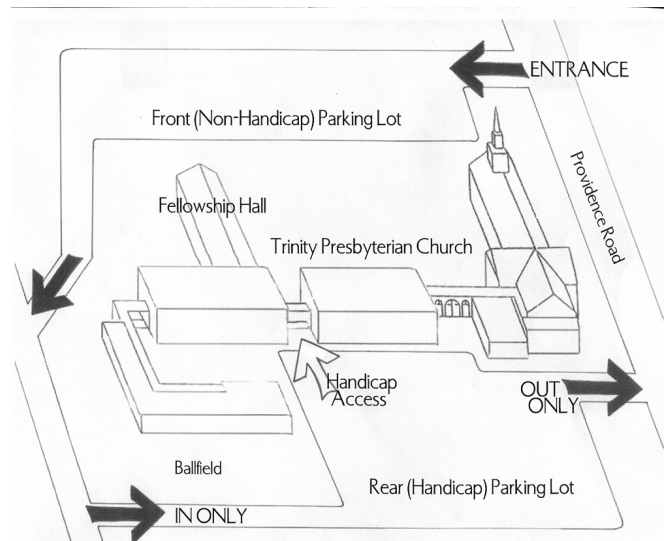 ENTRANCE
Front (Non-Handicap) Parking Lot
Providence Road
Fellowship Hall
Trinity Presbyterian Church
Handicap
Access
OUT
ONLY
Ballfield
Rear (Handicap) Parking Lot
IN ONLY